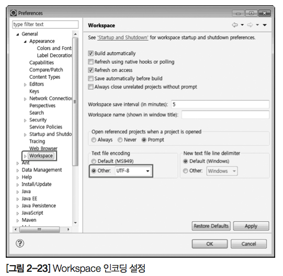 Preferences
type filter text
Workspace
General
Appearance
Colors and Font
Label Decoration
Capabilities
Compare/Patch
Content Types
Editors
Keys
Network Connection
Perspectives
Search
Security
Service Policies
Startup and Shutdo
Tracing
Web Browser
Workspace
Ant
Data Management
Help
Install/Update
Java
Java EE
Java Persistence
JavaScript
Maven
See 'Startup and Shutdown' for workspace startup and shutdown preferences.
Build automatically
Refresh using native hooks or polling
Refresh on access
Save automatically before build
Always close unrelated projects without prompt
Workspace save interval (in minutes): 5
Workspace name (shown in window title):
Open referenced projects when a project is opened
Always Never Prompt
Text file encoding
Default (MS949)
Other: UTF-8
New text file line delimiter
Default (Windows)
Other: Windows
Restore Defaults Apply
OK Cancel
[그림 2-23] Workspace 인코딩 설정